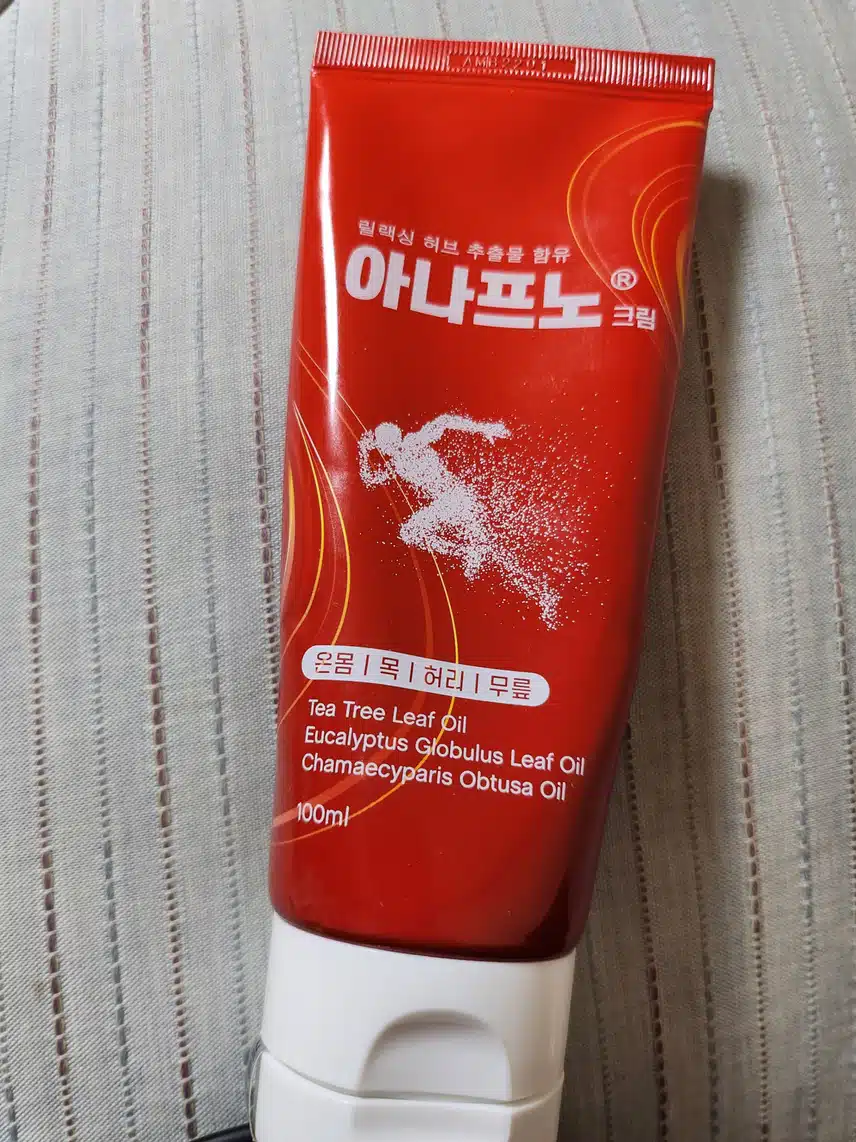 AMB2201
릴랙싱 허브 추출물 함유
아나프노® 크림
온몸 | 목 | 허리 | 무릎
Tea Tree Leaf Oil
Eucalyptus Globulus Leaf Oil
Chamaecyparis Obtusa Oil
100ml